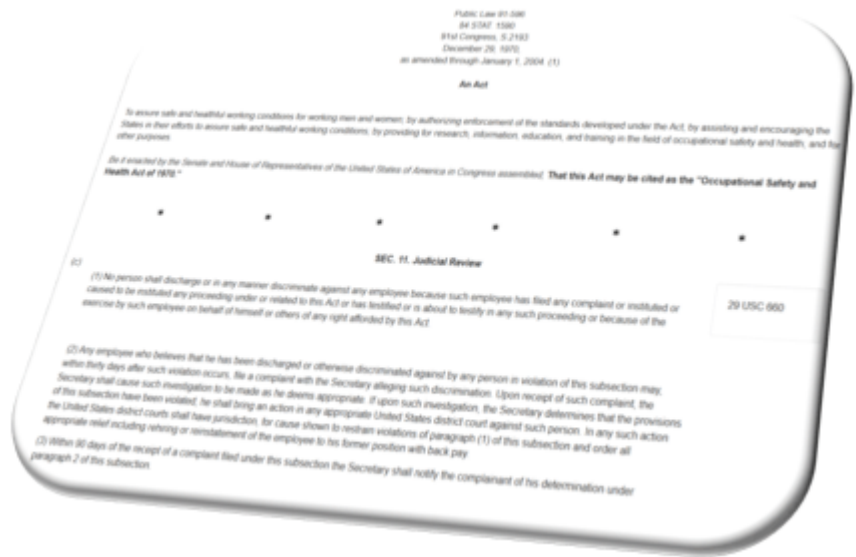 Public Law 91-596
84 STAT. 1590
91st Congress, S.2193
December 29, 1970,
as amended through January 1, 2004. (1)
An Act
To assure safe and healthful working conditions for working men and women; by authorizing enforcement of the standards developed under the Act; by assisting and encouraging the
States in their efforts to assure safe and healthful working conditions; by providing for research, information, education, and training in the field of occupational safety and health; and for
other purposes.
Be it enacted by the Senate and House of Representatives of the United States of America in Congress assembled, That this Act may be cited as the "Occupational Safety and
Health Act of 1970."
* * * * * *
SEC. 11. Judicial Review
(c)
(1) No person shall discharge or in any manner discriminate against any employee because such employee has filed any complaint or instituted or
caused to be instituted any proceeding under or related to this Act or has testified or is about to testify in any such proceeding or because of the
exercise by such employee on behalf of himself or others of any right afforded by this Act.
29 USC 660
(2) Any employee who believes that he has been discharged or otherwise discriminated against by any person in violation of this subsection may,
within thirty days after such violation occurs, file a complaint with the Secretary alleging such discrimination. Upon receipt of such complaint, the
Secretary shall cause such investigation to be made as he deems appropriate. If upon such investigation, the Secretary determines that the provisions
of this subsection have been violated, he shall bring an action in any appropriate United States district court against such person. In any such action
the United States district courts shall have jurisdiction, for cause shown to restrain violations of paragraph (1) of this subsection and order all
appropriate relief including rehiring or reinstatement of the employee to his former position with back pay.
(3) Within 90 days of the receipt of a complaint filed under this subsection the Secretary shall notify the complainant of his determination under
paragraph 2 of this subsection.